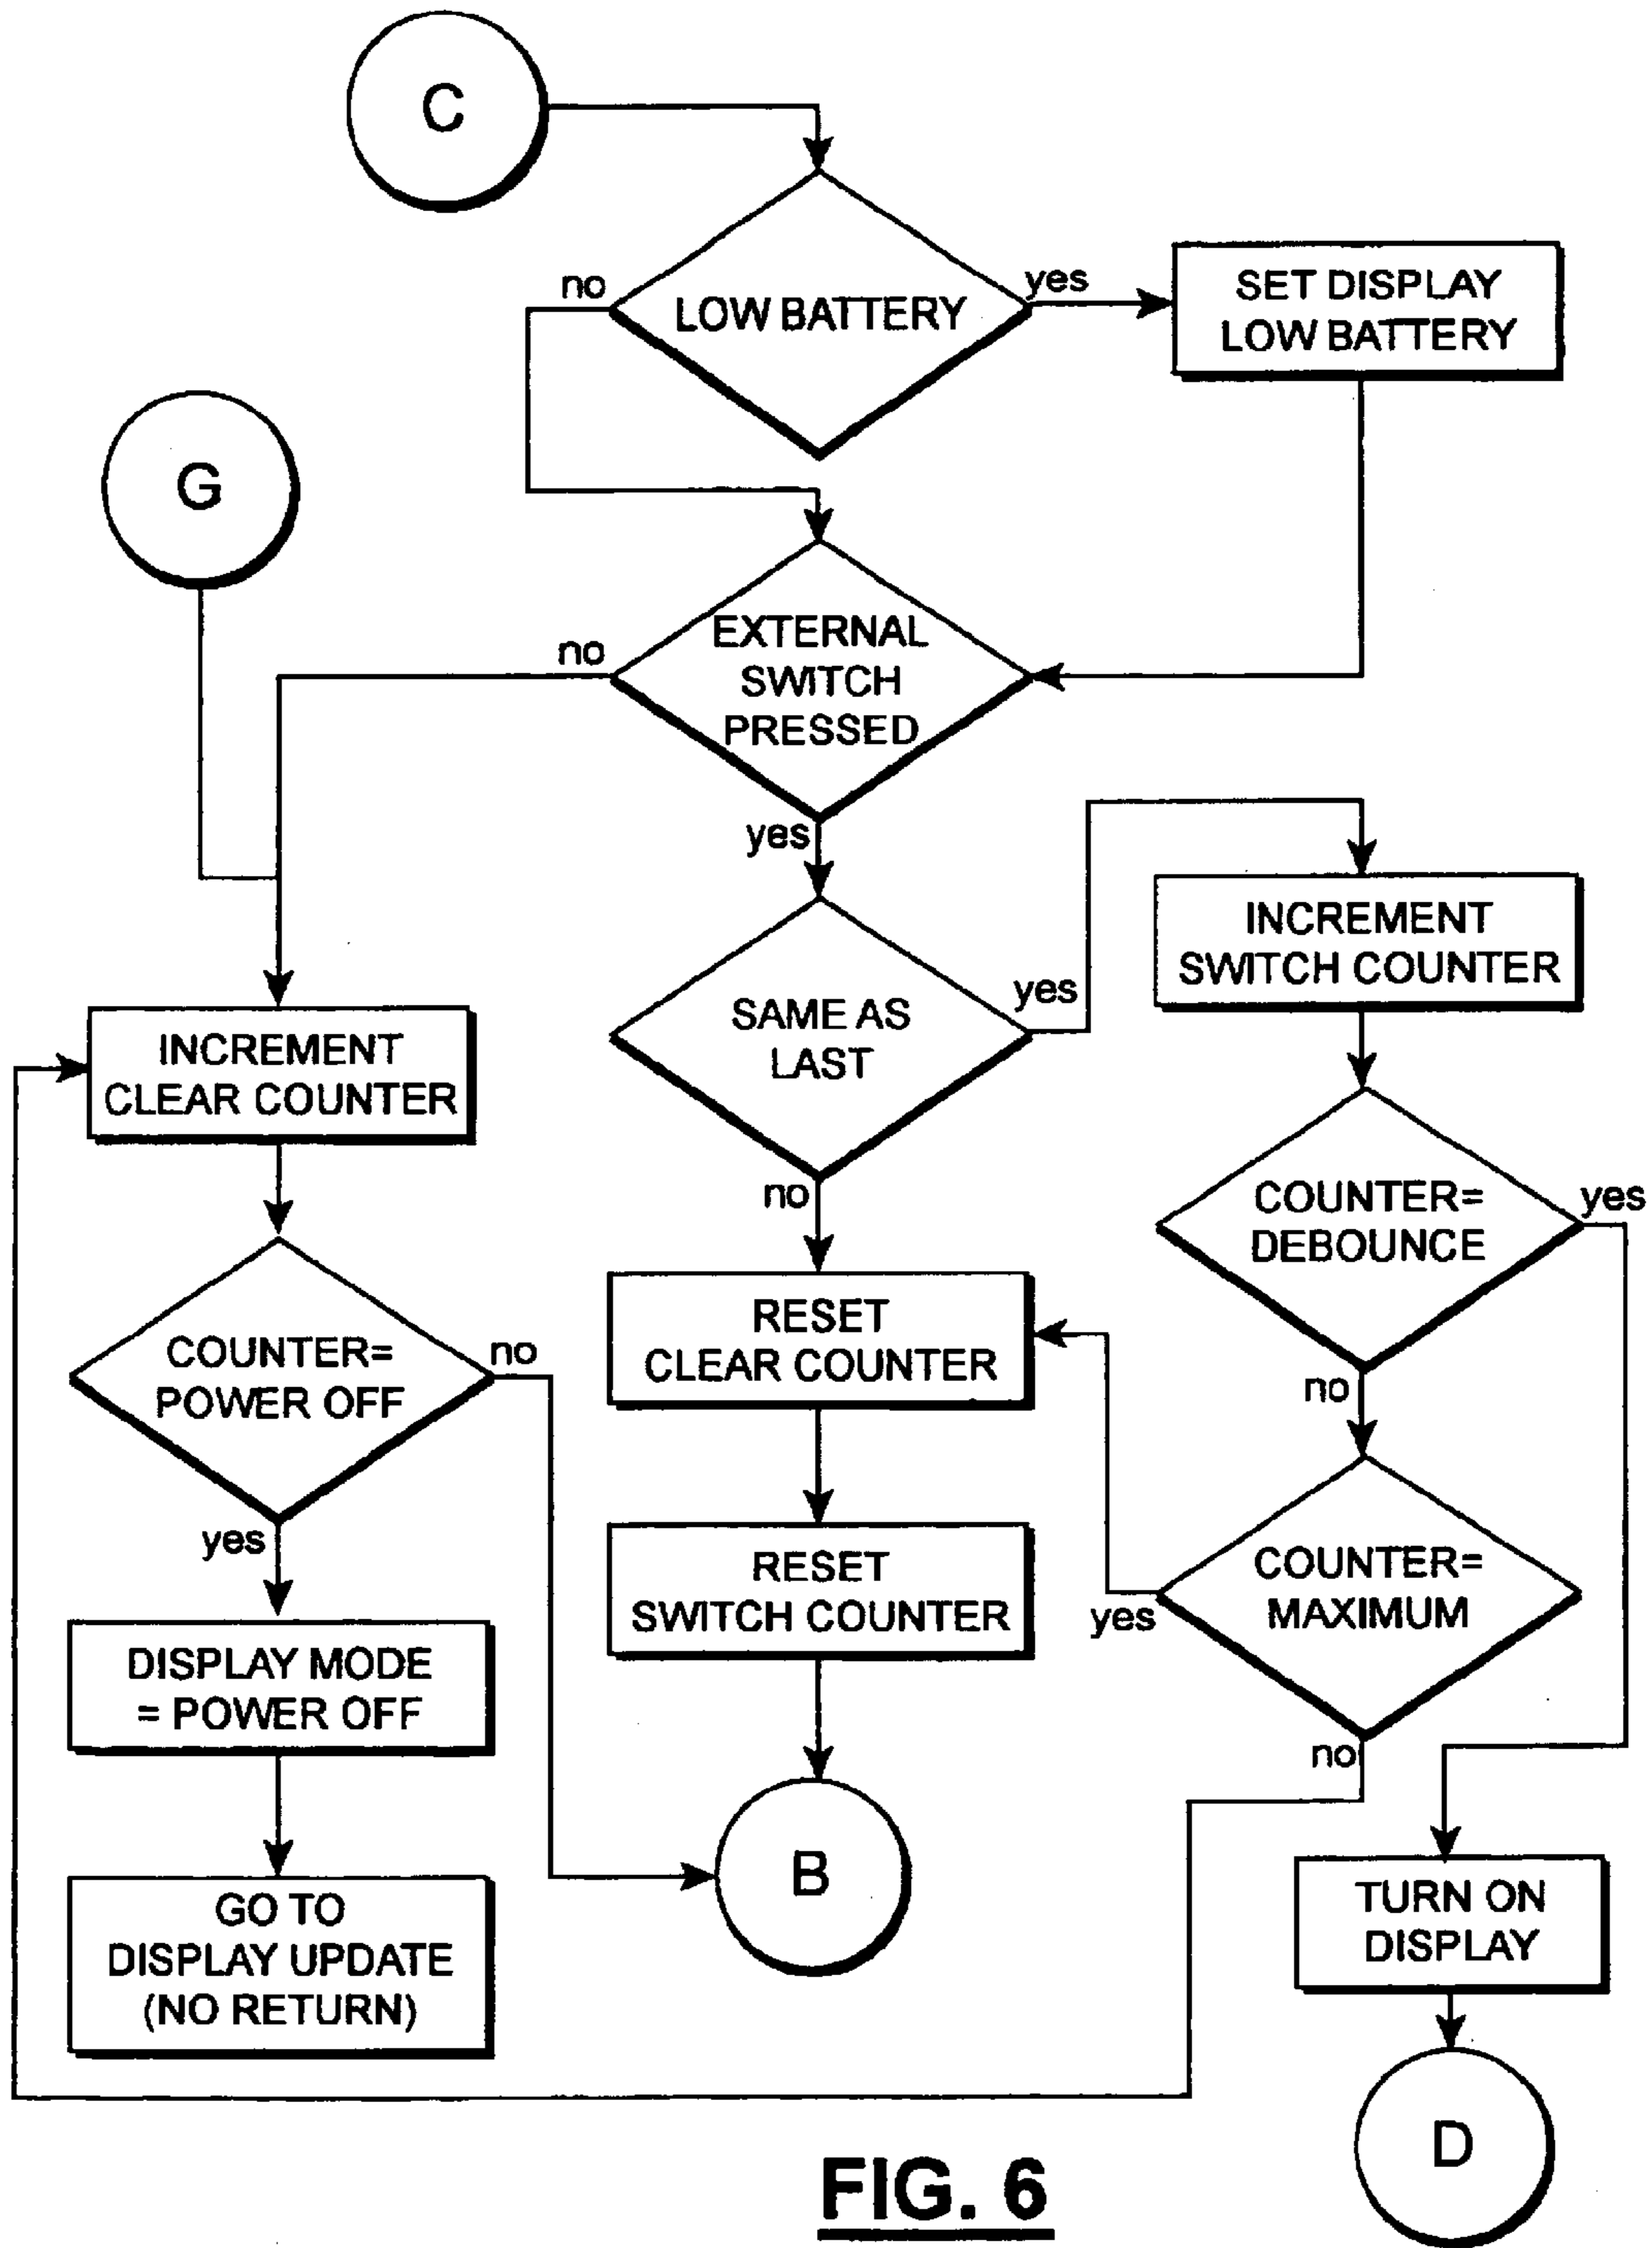 C
no
LOW BATTERY
yes
SET DISPLAY
LOW BATTERY
G
no
EXTERNAL
SWITCH
PRESSED
yes
INCREMENT
SWITCH COUNTER
SAME AS
LAST
yes
no
INCREMENT
CLEAR COUNTER
COUNTER=
DEBOUNCE
yes
no
COUNTER=
POWER OFF
no
yes
RESET
CLEAR COUNTER
RESET
SWITCH COUNTER
COUNTER=
MAXIMUM
yes
no
DISPLAY MODE
= POWER OFF
GO TO
DISPLAY UPDATE
(NO RETURN)
B
TURN ON
DISPLAY
D
FIG. 6